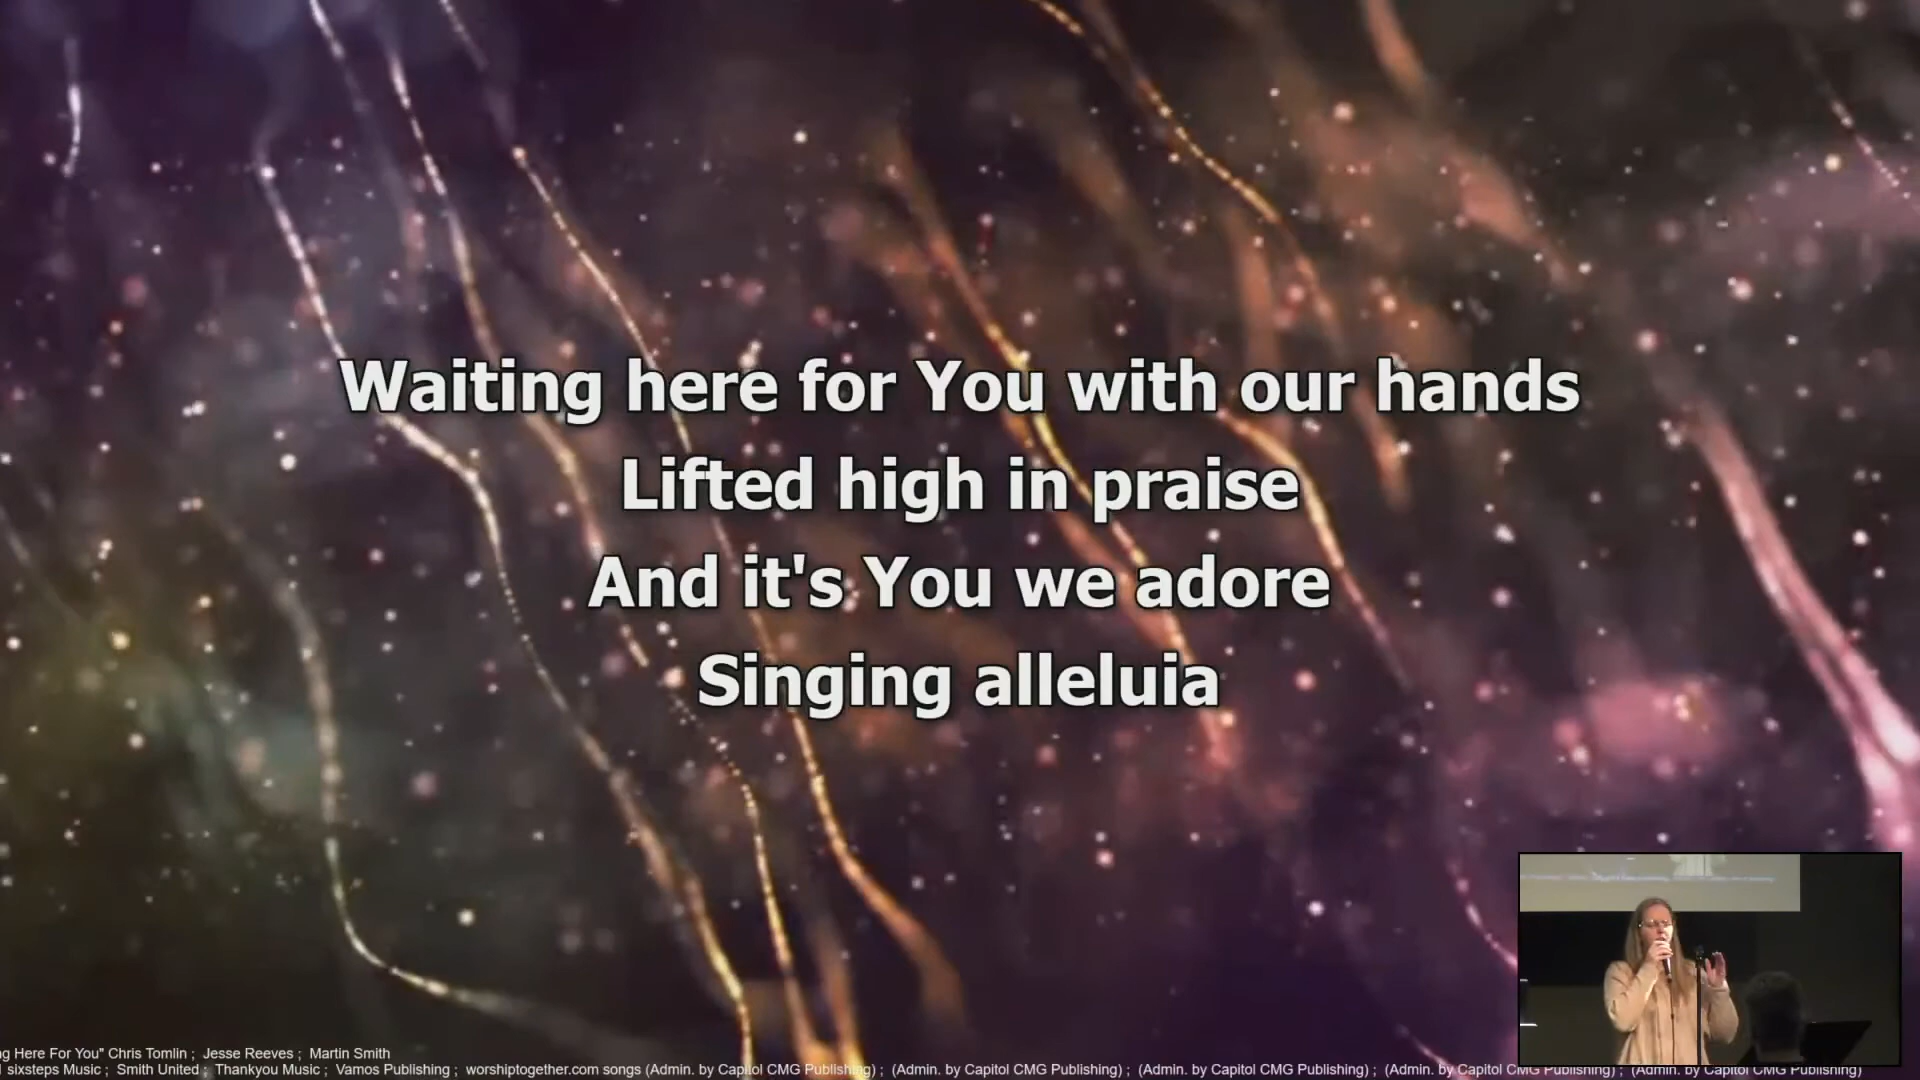 Waiting here for You with our hands
Lifted high in praise
And it's You we adore
Singing alleluia
g Here For You" Chris Tomlin ; Jesse Reeves ; Martin Smith
sixsteps Music ; Smith United ; Thankyou Music ; Vamos Publishing ; worshiptogether.com songs (Admin. by Capitol CMG Publishing) ; (Admin. by Capitol CMG Publishing) ; (Admin. by Capitol CMG Publishing) ; (Admin. by Capitol CMG Publishing) ; (Admin. by Capitol CMG Publishing)